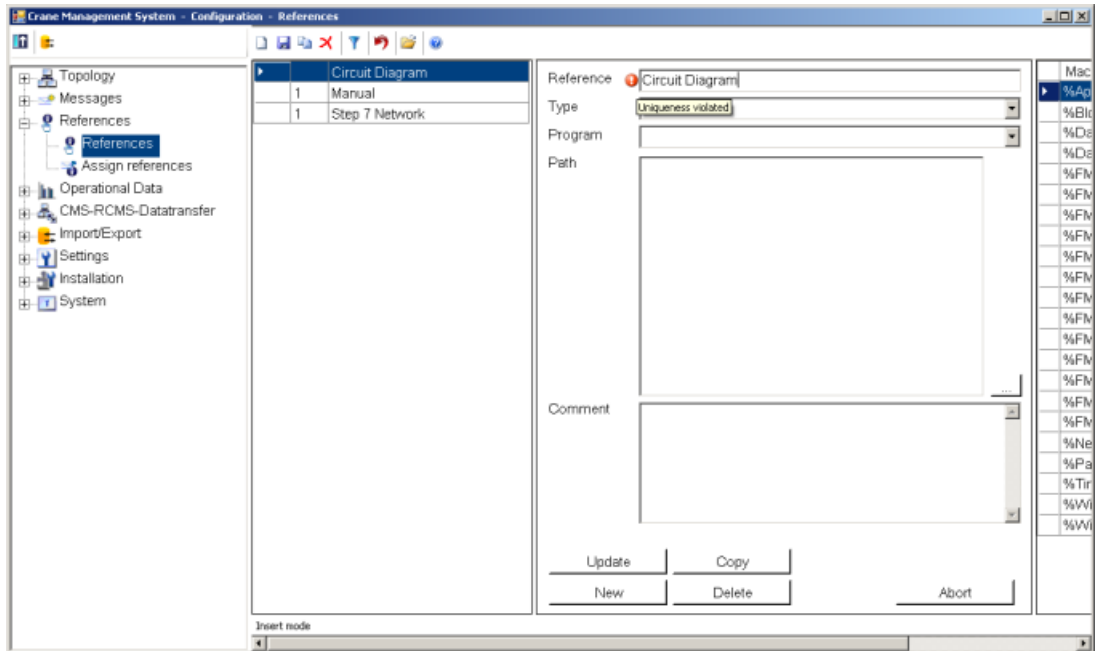 Crane Management System - Configuration - References
Topology
Messages
References
References
Assign references
Operational Data
CMS-RCMS-Datatransfer
Import/Export
Settings
Installation
System
Circuit Diagram
1 Manual
1 Step 7 Network
Reference Circuit Diagram
Type Uniqueness violated
Program
Path
...
Comment
Update Copy
New Delete Abort
Mac
%Ap
%Blo
%Da
%Da
%FM
%FM
%FM
%FM
%FM
%FM
%FM
%FM
%FM
%FM
%FM
%FM
%FM
%Ne
%Pa
%Tir
%Wi
%Wi
Insert mode